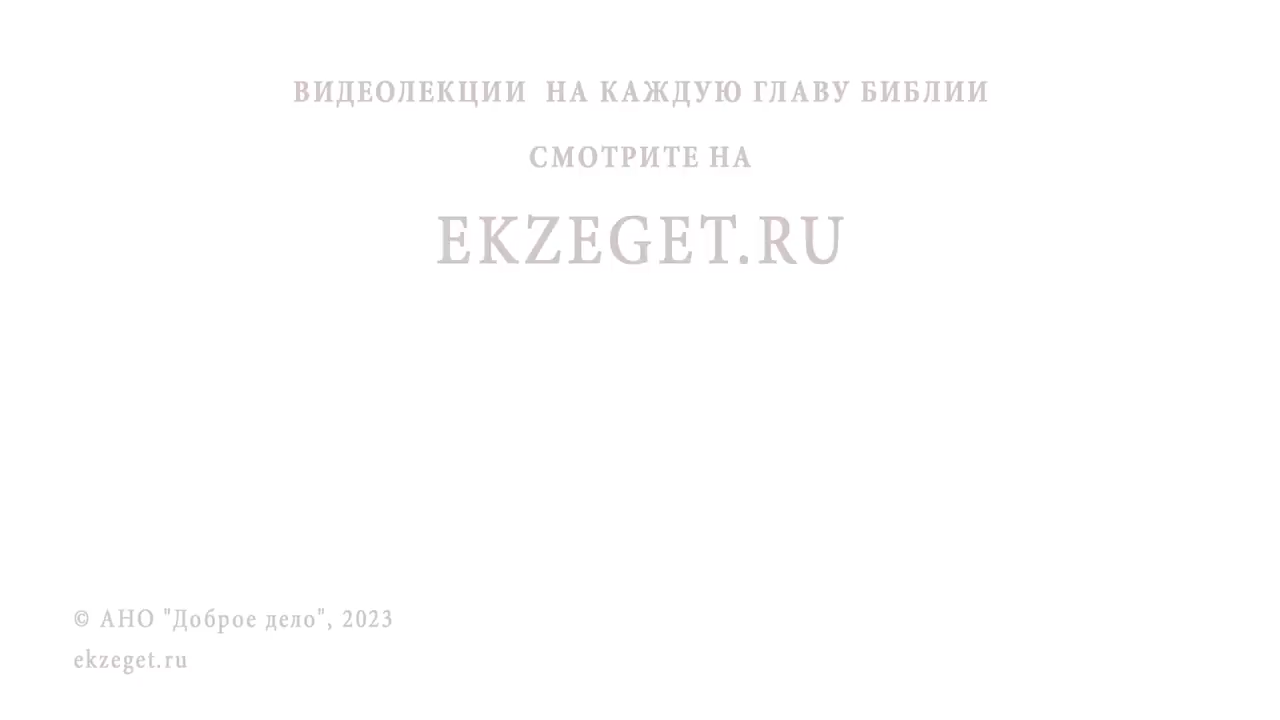 ВИДЕОЛЕКЦИИ НА КАЖДУЮ ГЛАВУ БИБЛИИ
СМОТРИТЕ НА
EKZEGET.RU
© АНО "Доброе дело", 2023
ekzeget.ru